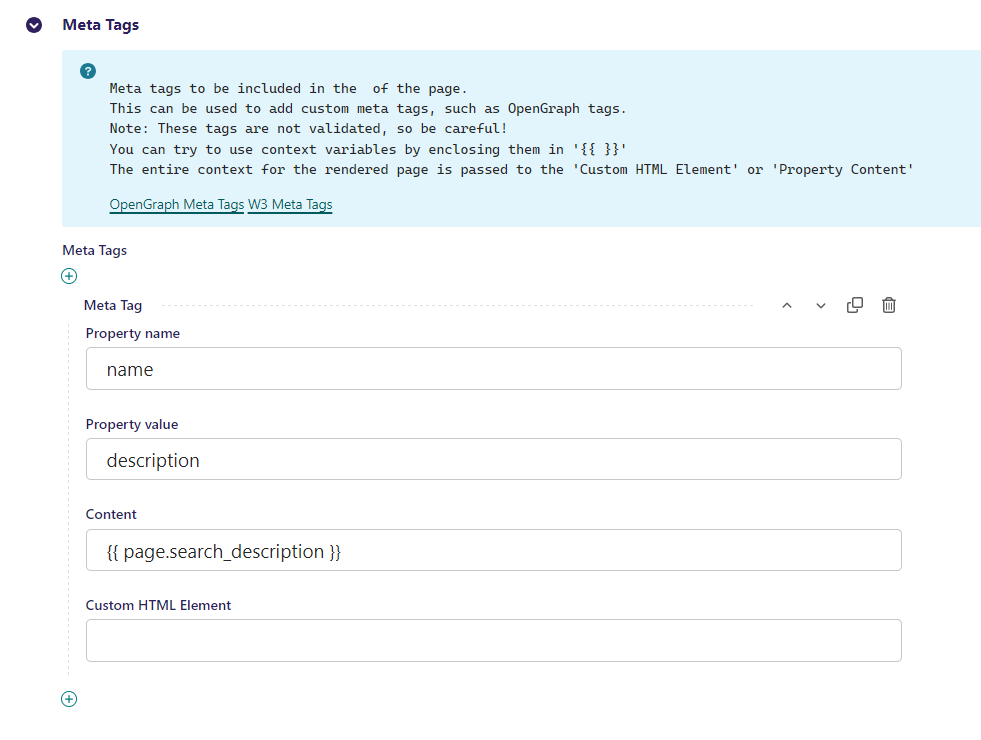 Meta Tags
?
Meta tags to be included in the  of the page.
This can be used to add custom meta tags, such as OpenGraph tags.
Note: These tags are not validated, so be careful!
You can try to use context variables by enclosing them in '{{ }}'
The entire context for the rendered page is passed to the 'Custom HTML Element' or 'Property Content'
OpenGraph Meta Tags W3 Meta Tags
Meta Tags
Meta Tag
Property name
name
Property value
description
Content
{{ page.search_description }}
Custom HTML Element